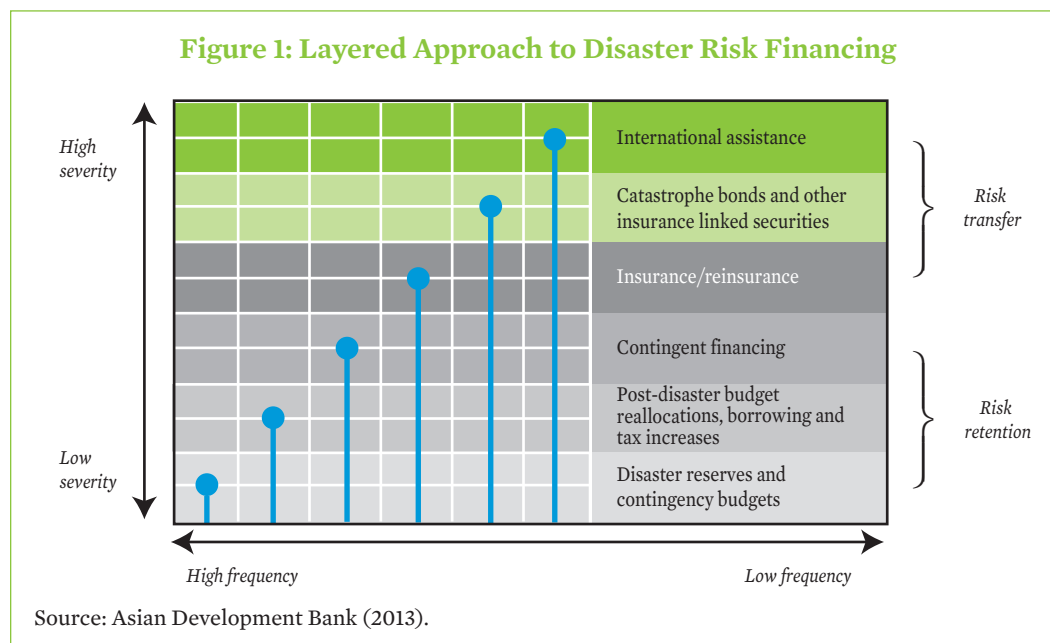 Figure 1: Layered Approach to Disaster Risk Financing
High
severity
International assistance
Catastrophe bonds and other
insurance linked securities
Risk
transfer
Insurance/reinsurance
Contingent financing
Post-disaster budget
reallocations, borrowing and
tax increases
Risk
retention
Low
severity
Disaster reserves and
contingency budgets
High frequency
Low frequency
Source: Asian Development Bank (2013).